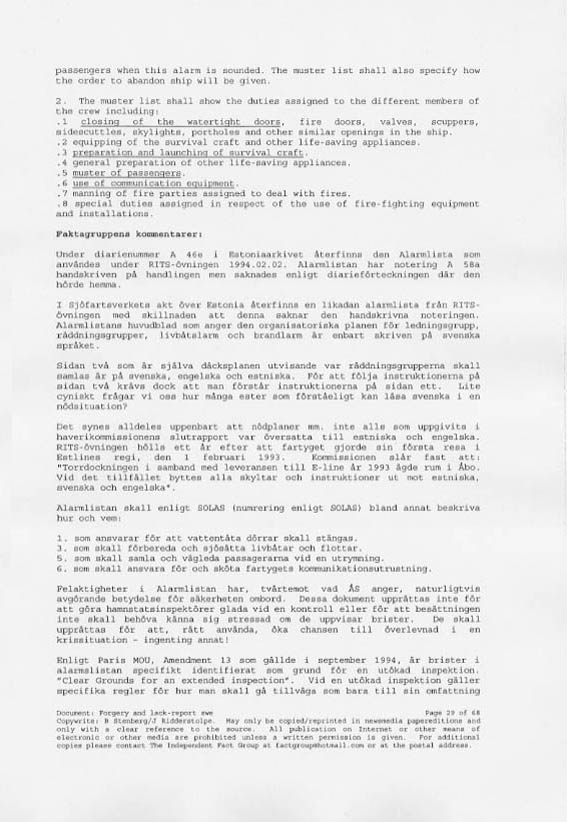 passengers when this alarm is sounded. The muster list shall also specify how
the order to abandon ship will be given.
2. The muster list shall show the duties assigned to the different members of
the crew including:
.1 closing of the watertight doors, fire doors, valves, scuppers,
sidescuttles, skylights, portholes and other similar openings in the ship.
.2 equipping of the survival craft and other life-saving appliances.
.3 preparation and launching of survival craft.
.4 general preparation of other life-saving appliances.
.5 muster of passengers.
.6 use of communication equipment.
.7 manning of fire parties assigned to deal with fires.
.8 special duties assigned in respect of the use of fire-fighting equipment
and installations.
Faktagruppens kommentarer:
Under diarienummer A 46e i Estoniaarkivet återfinns den Alarmlista som
användes under RITS-övningen 1994.02.02. Alarmlistan har notering A 58a
handskriven på handlingen men saknades enligt diarieförteckningen där den
hörde hemma.
I Sjöfartsverkets akt över Estonia återfinns en likadan alarmlista från RITS-
övningen med skillnaden att denna saknar den handskrivna noteringen.
Alarmlistans huvudblad som anger den organisatoriska planen för ledningsgrupp,
räddningsgrupper, livbåtslarm och brandlarm är enbart skriven på svenska
språket.
Sidan två som är själva däcksplanen utvisande var räddningsgrupperna skall
samlas är på svenska, engelska och estniska. För att följa instruktionerna på
sidan två krävs dock att man förstår instruktionerna på sidan ett. Lite
cyniskt frågar vi oss hur många ester som förståeligt kan läsa svenska i en
nödsituation?
Det synes alldeles uppenbart att nödplaner mm. inte alls som uppgivits i
haverikommissionens slutrapport var översatta till estniska och engelska.
RITS-övningen hölls ett år efter att fartyget gjorde sin första resa i
Estlines regi, den 1 februari 1993. Kommissionen slår fast att:
"Torrdockningen i samband med leveransen till E-line år 1993 ägde rum i Åbo.
Vid det tillfället byttes alla skyltar och instruktioner ut mot estniska,
svenska och engelska".
Alarmlistan skall enligt SOLAS (numrering enligt SOLAS) bland annat beskriva
hur och vem:
1. som ansvarar för att vattentäta dörrar skall stängas.
3. som skall förbereda och sjösätta livbåtar och flottar.
5. som skall samla och vägleda passagerarna vid en utrymning.
6. som skall ansvara för och sköta fartygets kommunikationsutrustning.
Felaktigheter i Alarmlistan har, tvärtemot vad ÅS anger, naturligtvis
avgörande betydelse för säkerheten ombord. Dessa dokument upprättas inte för
att göra hamnstatsinspektörer glada vid en kontroll eller för att besättningen
inte skall behöva känna sig stressad om de uppvisar brister. De skall
upprättas för att, rätt använda, öka chansen till överlevnad i en
krissituation - ingenting annat!
Enligt Paris MOU, Amendment 13 som gällde i september 1994, är brister i
alarmslistan specifikt identifierat som grund för en utökad inspektion.
"Clear Grounds for an extended inspection". Vid en utökad inspektion gäller
specifika regler för hur man skall gå tillväga som bara till sin omfattning
Document: Forgery and lack-report swe Page 29 of 68
Copywrite: B Stenberg/J Ridderstolpe. May only be copied/reprinted in newsmedia papereditions and
only with a clear reference to the source. All publication on Internet or other means of
electronic or other media are prohibited unless a written permission is given. For additional
copies please contact The Independent Fact Group at factgroup@hotmail.com or at the postal address.